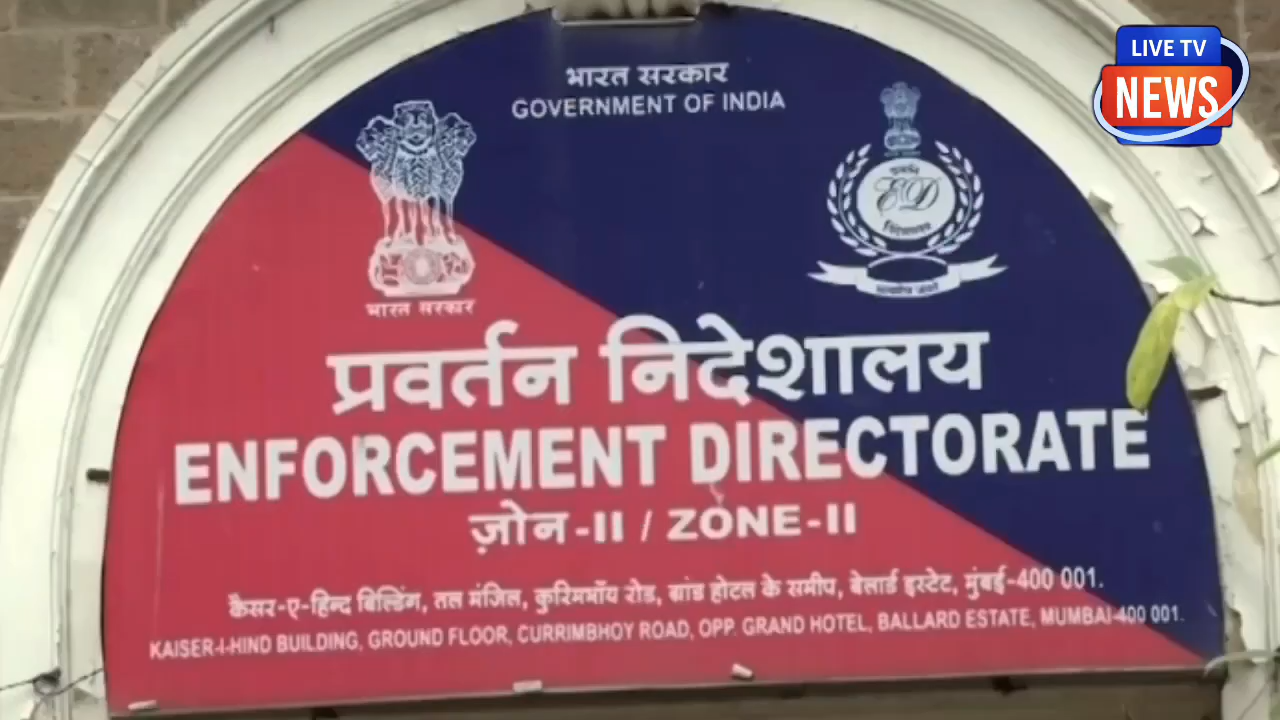 LIVE TV
NEWS
भारत सरकार
GOVERNMENT OF INDIA
भारत सरकार
ED
प्रवर्तन निदेशालय
ENFORCEMENT DIRECTORATE
ज़ोन-II / ZONE-II
कैसर-ए-हिन्द बिल्डिंग, तल मंजिल, कुरिमभॉय रोड, ग्रांड होटल के समीप, बेलार्ड इस्टेट, मुंबई-400 001.
KAISER-I-HIND BUILDING, GROUND FLOOR, CURRIMBHOY ROAD, OPP. GRAND HOTEL, BALLARD ESTATE, MUMBAI-400 001.